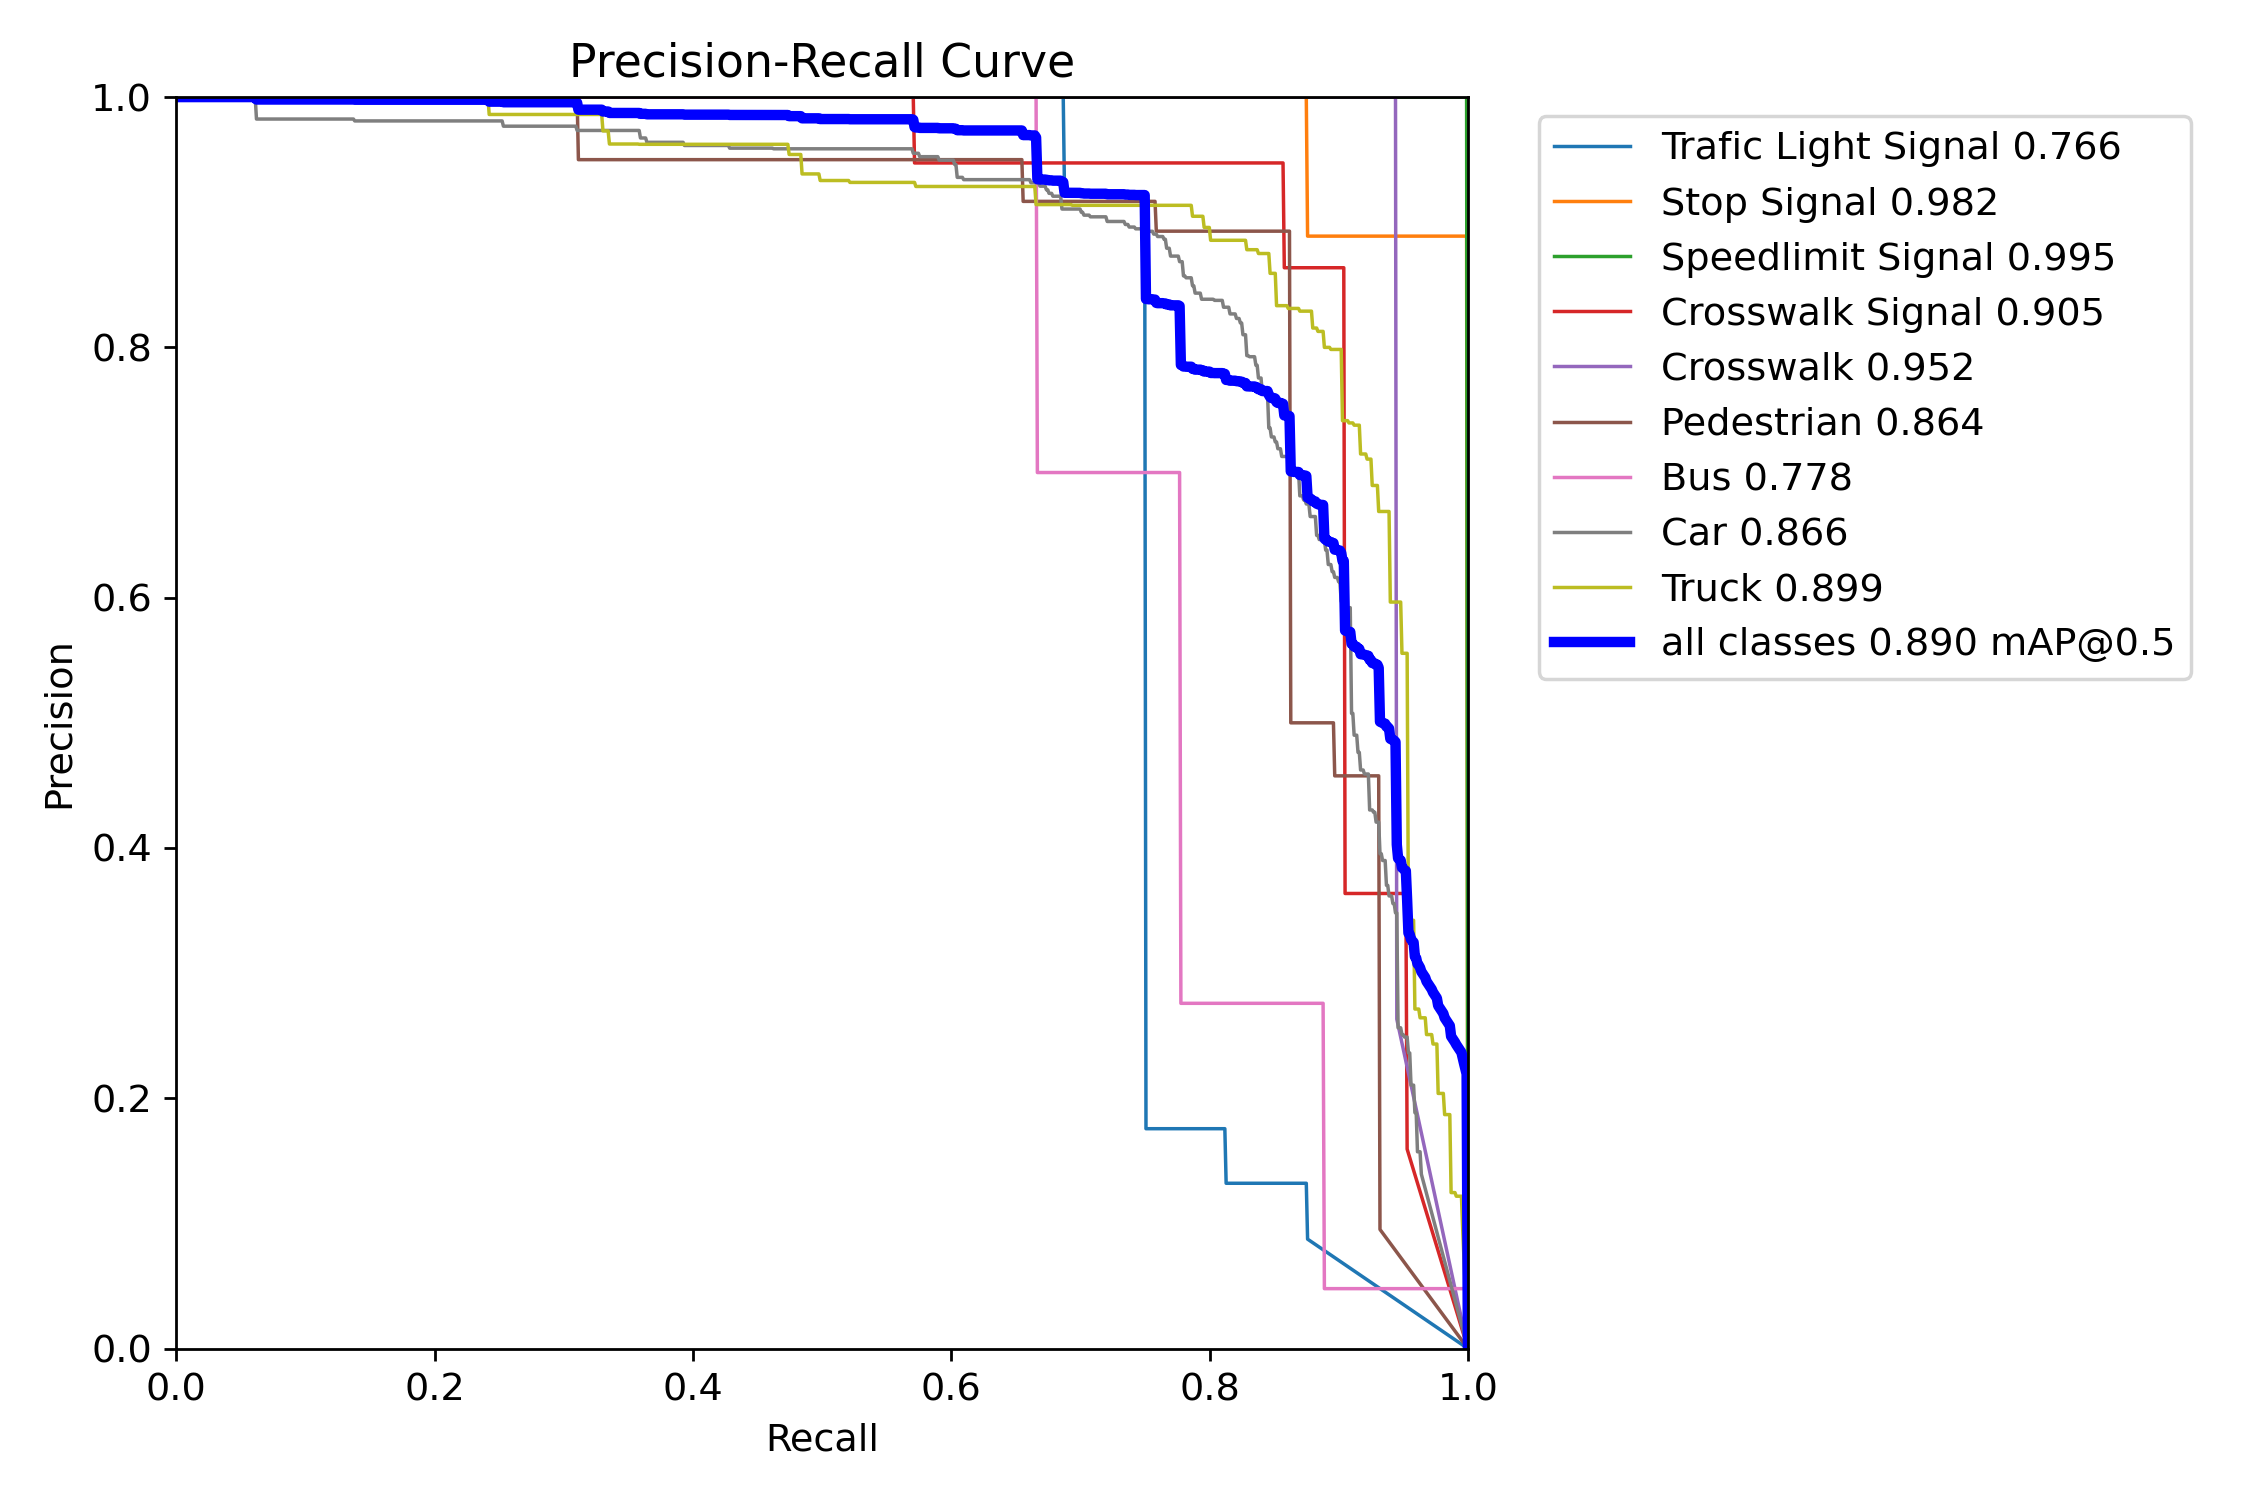 Precision-Recall Curve
1.0
0.8
0.6
0.4
0.2
0.0
Precision
0.0 0.2 0.4 0.6 0.8 1.0
Recall
Trafic Light Signal 0.766
Stop Signal 0.982
Speedlimit Signal 0.995
Crosswalk Signal 0.905
Crosswalk 0.952
Pedestrian 0.864
Bus 0.778
Car 0.866
Truck 0.899
all classes 0.890 mAP@0.5